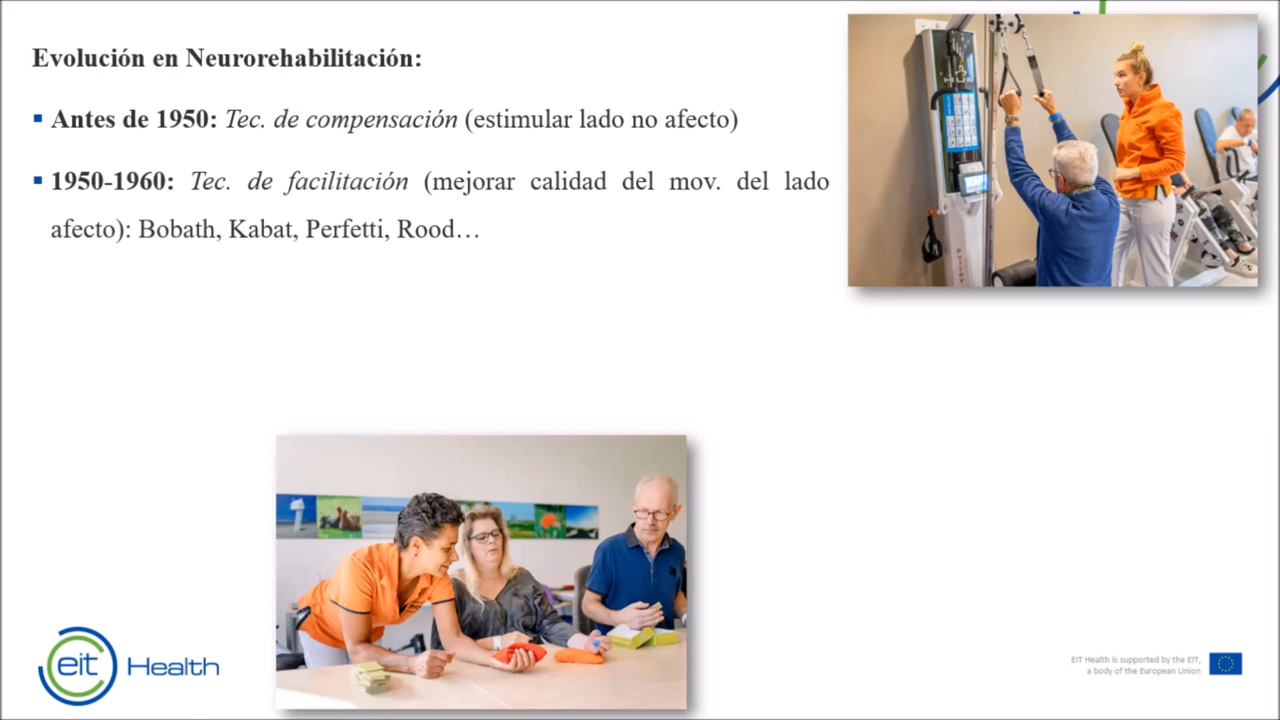 Evolución en Neurorehabilitación:
▪ Antes de 1950: Tec. de compensación (estimular lado no afecto)
▪ 1950-1960: Tec. de facilitación (mejorar calidad del mov. del lado
afecto): Bobath, Kabat, Perfetti, Rood…
eit Health
EIT Health is supported by the EIT,
a body of the European Union